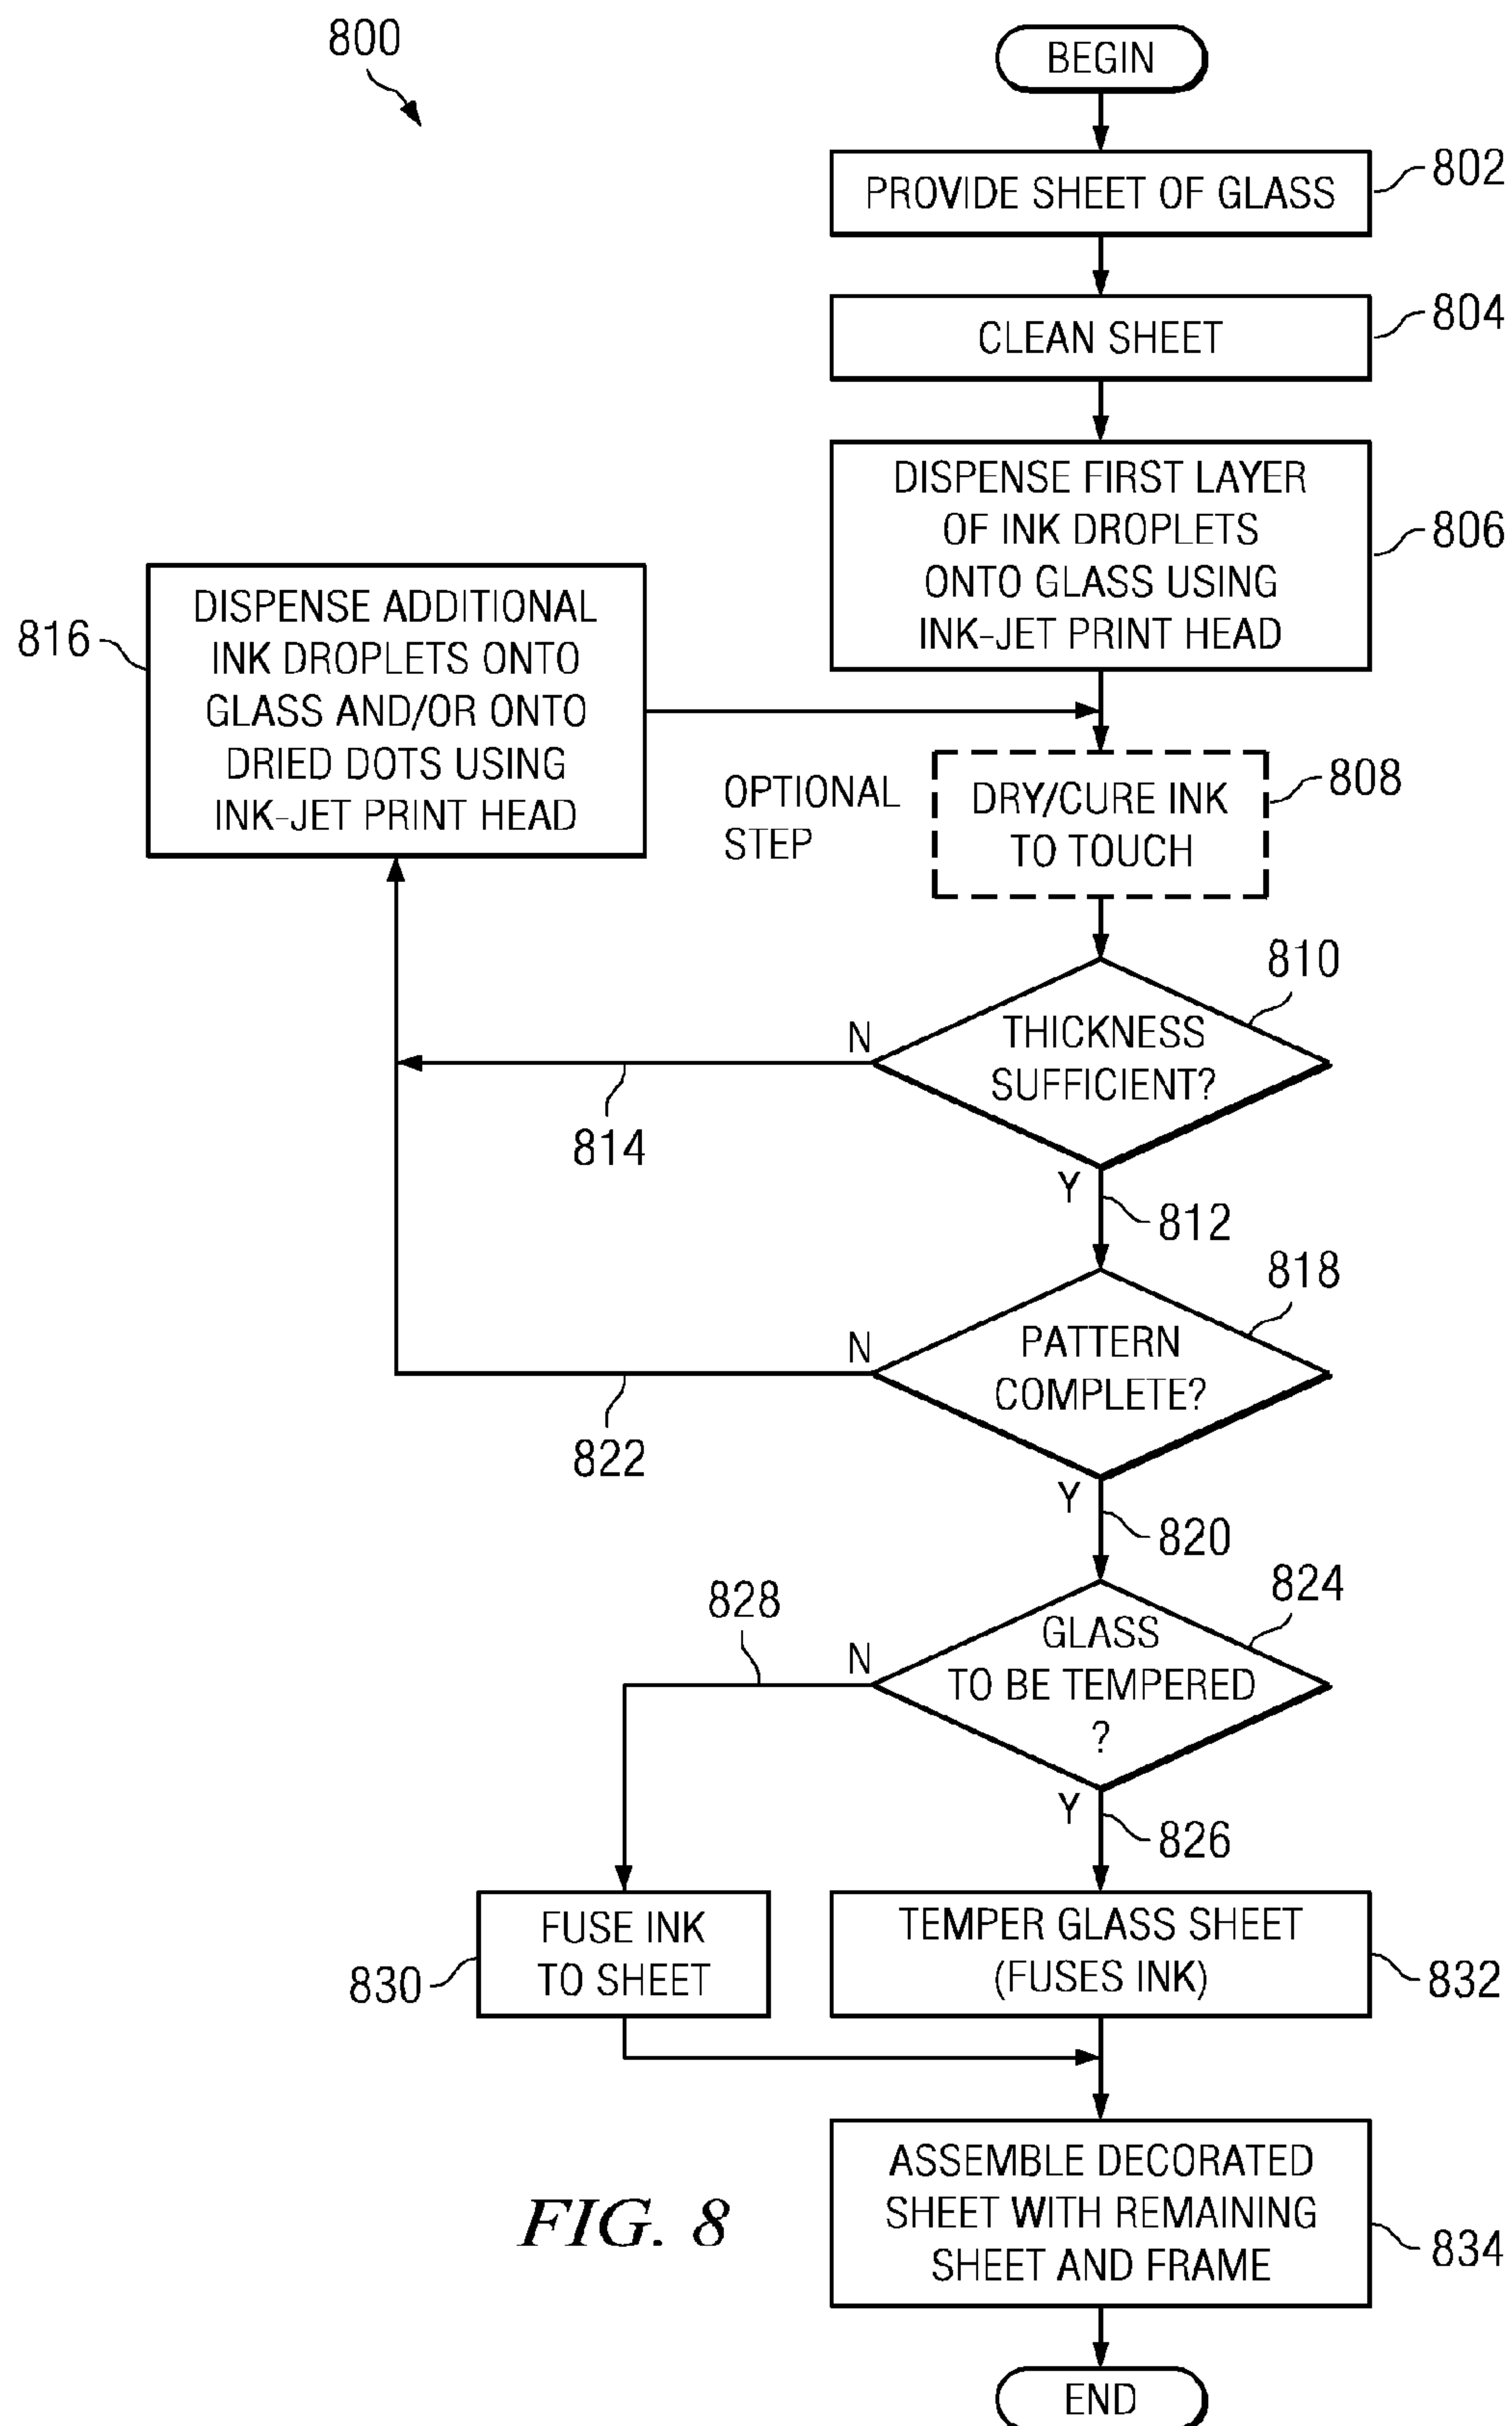 800
BEGIN
PROVIDE SHEET OF GLASS
802
CLEAN SHEET
804
DISPENSE FIRST LAYER
OF INK DROPLETS
ONTO GLASS USING
INK-JET PRINT HEAD
806
816
DISPENSE ADDITIONAL
INK DROPLETS ONTO
GLASS AND/OR ONTO
DRIED DOTS USING
INK-JET PRINT HEAD
OPTIONAL
STEP
DRY/CURE INK
TO TOUCH
808
810
THICKNESS
SUFFICIENT?
N
814
Y
812
818
PATTERN
COMPLETE?
N
822
Y
820
824
GLASS
TO BE TEMPERED
?
N
828
Y
826
FUSE INK
TO SHEET
830
TEMPER GLASS SHEET
(FUSES INK)
832
ASSEMBLE DECORATED
SHEET WITH REMAINING
SHEET AND FRAME
834
FIG. 8
END